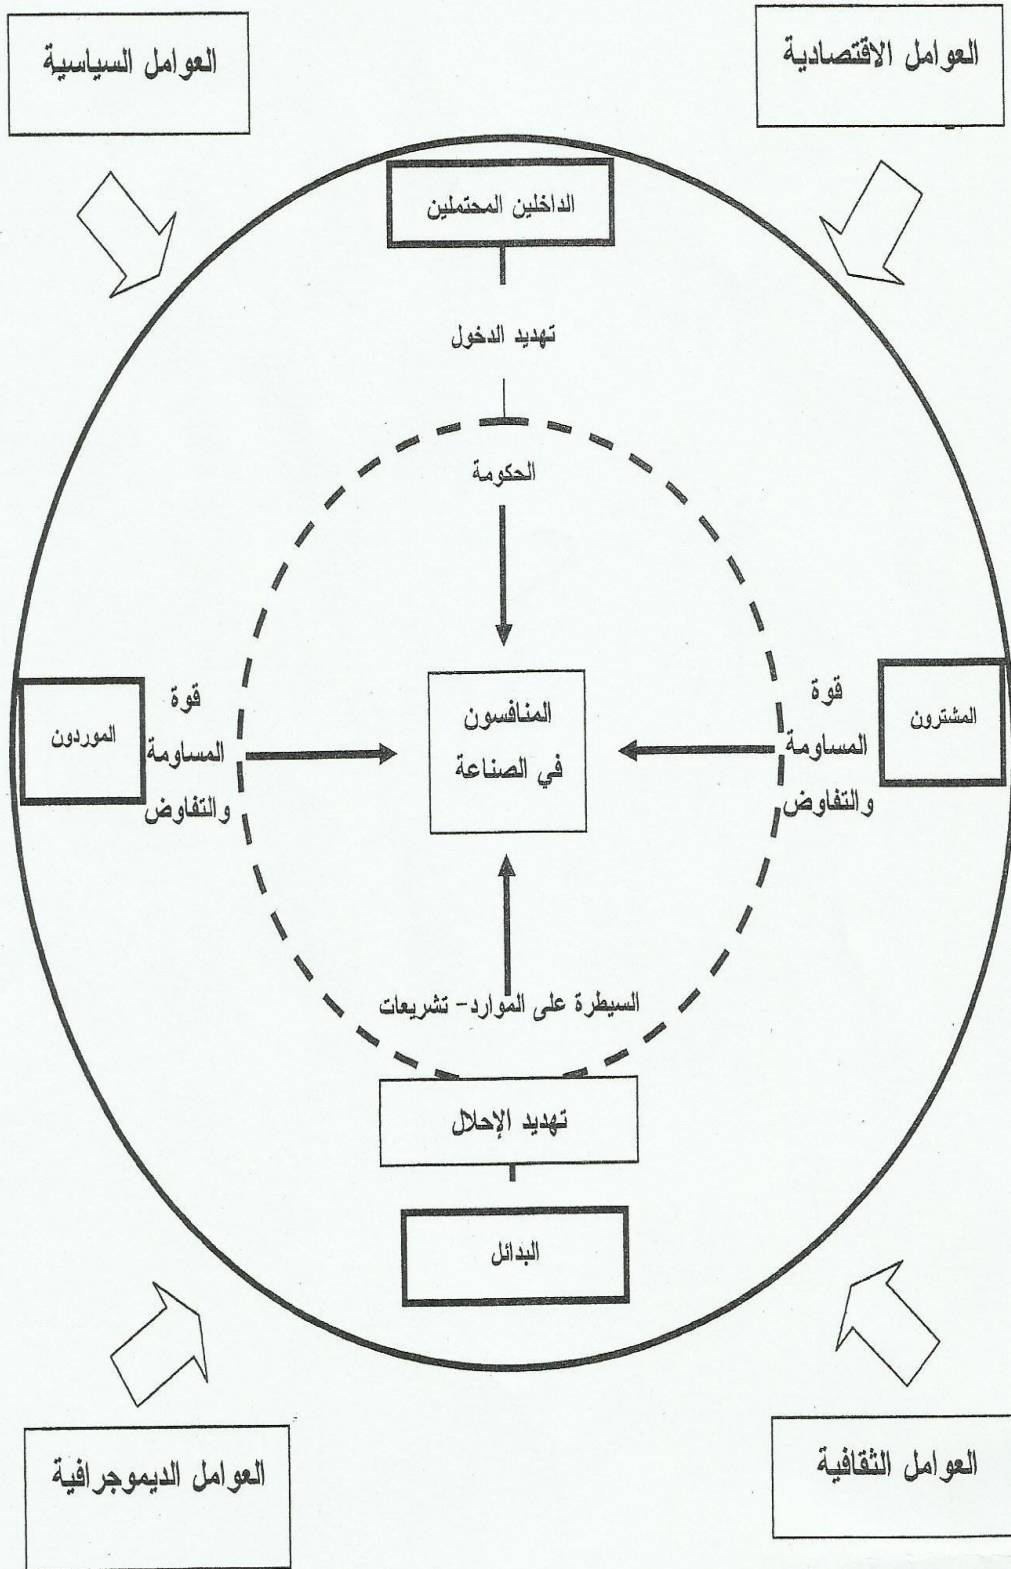 العوامل الاقتصادية
العوامل السياسية
الداخلين المحتملين
تهديد الدخول
الحكومة
المشترون
قوة
المساومة
والتفاوض
المنافسون
في الصناعة
قوة
المساومة
والتفاوض
الموردون
السيطرة على الموارد- تشريعات
تهديد الإحلال
البدائل
العوامل الثقافية
العوامل الديموجرافية